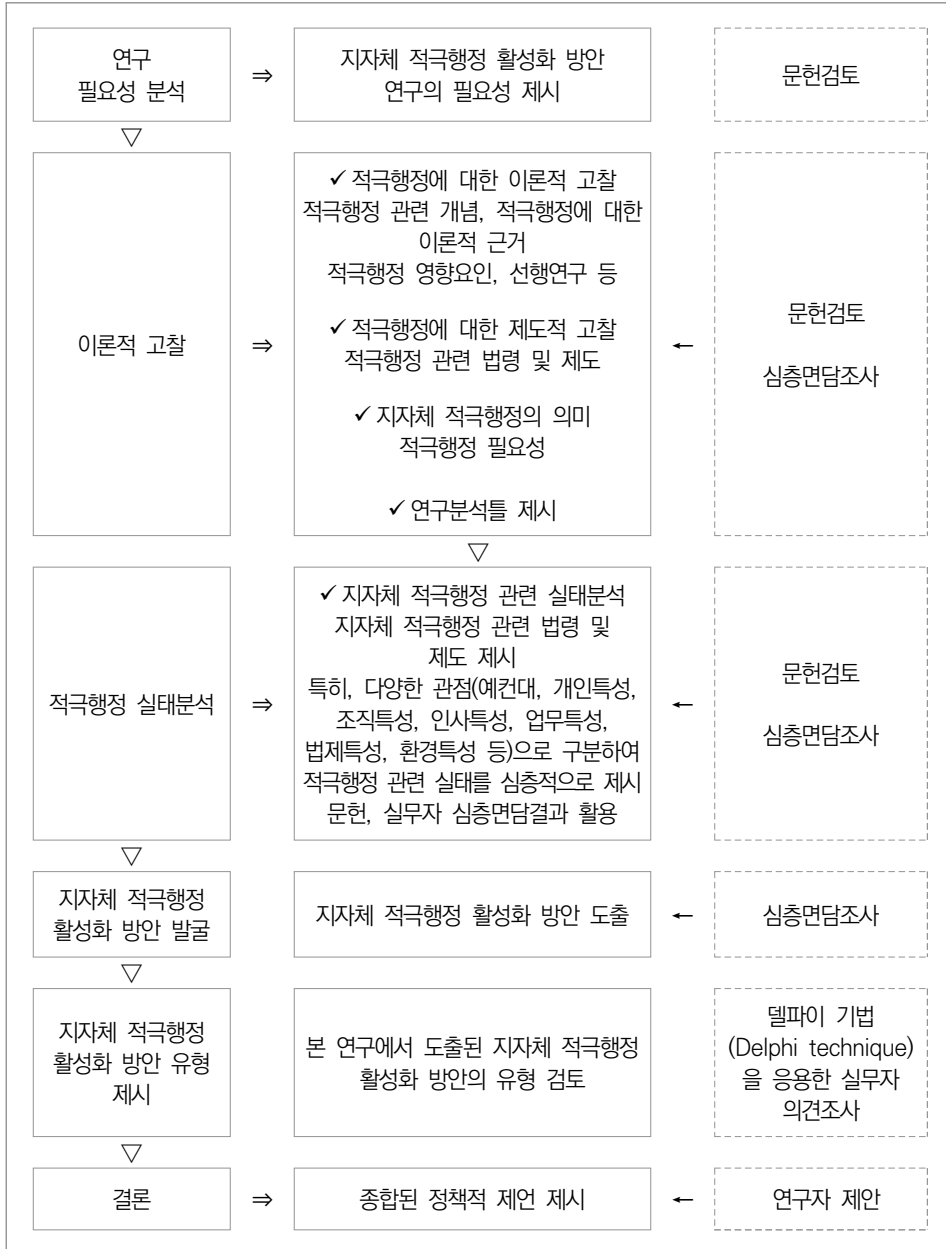 연구
필요성 분석
⇒
지자체 적극행정 활성화 방안
연구의 필요성 제시
문헌검토
▽
이론적 고찰
⇒
✓ 적극행정에 대한 이론적 고찰
적극행정 관련 개념, 적극행정에 대한
이론적 근거
적극행정 영향요인, 선행연구 등
✓ 적극행정에 대한 제도적 고찰
적극행정 관련 법령 및 제도
✓ 지자체 적극행정의 의미
적극행정 필요성
✓ 연구분석틀 제시
←
문헌검토
심층면담조사
▽
적극행정 실태분석
⇒
✓ 지자체 적극행정 관련 실태분석
지자체 적극행정 관련 법령 및
제도 제시
특히, 다양한 관점(예컨대, 개인특성,
조직특성, 인사특성, 업무특성,
법제특성, 환경특성 등)으로 구분하여
적극행정 관련 실태를 심층적으로 제시
문헌, 실무자 심층면담결과 활용
←
문헌검토
심층면담조사
▽
지자체 적극행정
활성화 방안 발굴
지자체 적극행정 활성화 방안 도출
←
심층면담조사
▽
지자체 적극행정
활성화 방안 유형
제시
본 연구에서 도출된 지자체 적극행정
활성화 방안의 유형 검토
델파이 기법
(Delphi technique)
을 응용한 실무자
의견조사
▽
결론
⇒
종합된 정책적 제언 제시
←
연구자 제안